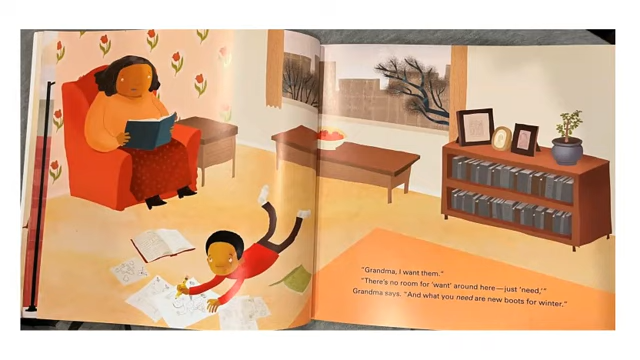 "Grandma, I want them."
"There's no room for 'want' around here—just 'need,'"
Grandma says. "And what you need are new boots for winter."